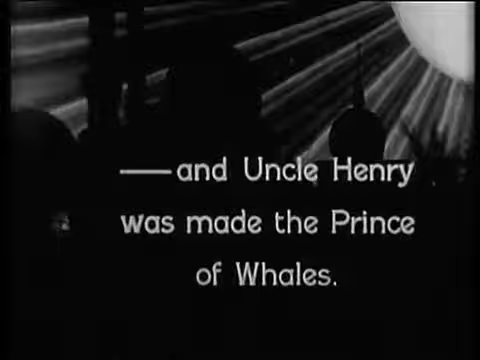 —and Uncle Henry
was made the Prince
of Whales.